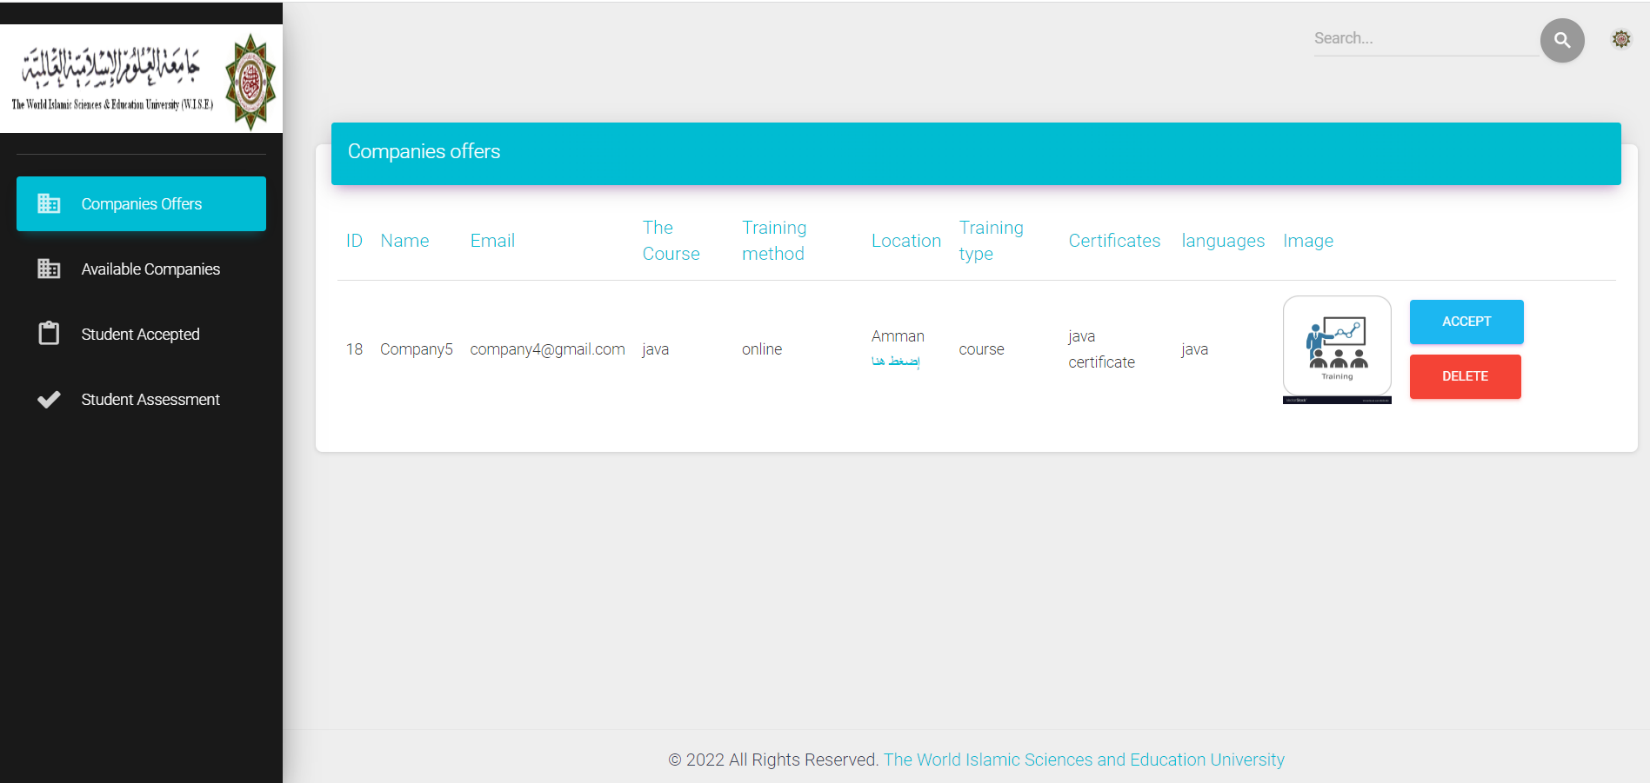 جامعة العلوم الإسلامية العالمية
The World Islamic Sciences & Education University (W.I.S.E.)
Search...
Companies Offers
Available Companies
Student Accepted
Student Assessment
Companies offers
ID Name Email The Course Training method Location Training type Certificates languages Image
18 Company5 company4@gmail.com java online Amman course java certificate java
إضغط هنا
Training
ACCEPT
DELETE
© 2022 All Rights Reserved. The World Islamic Sciences and Education University